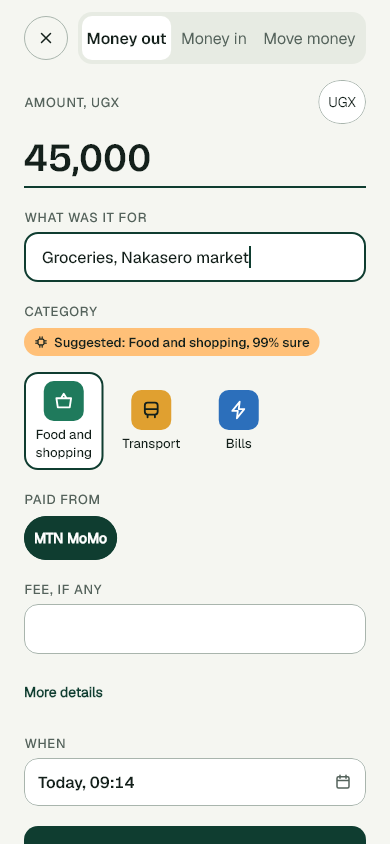 Money out
Money in
Move money
AMOUNT, UGX
UGX
45,000
WHAT WAS IT FOR
Groceries, Nakasero market
CATEGORY
Suggested: Food and shopping, 99% sure
Food and
shopping
Transport
Bills
PAID FROM
MTN MoMo
FEE, IF ANY
More details
WHEN
Today, 09:14